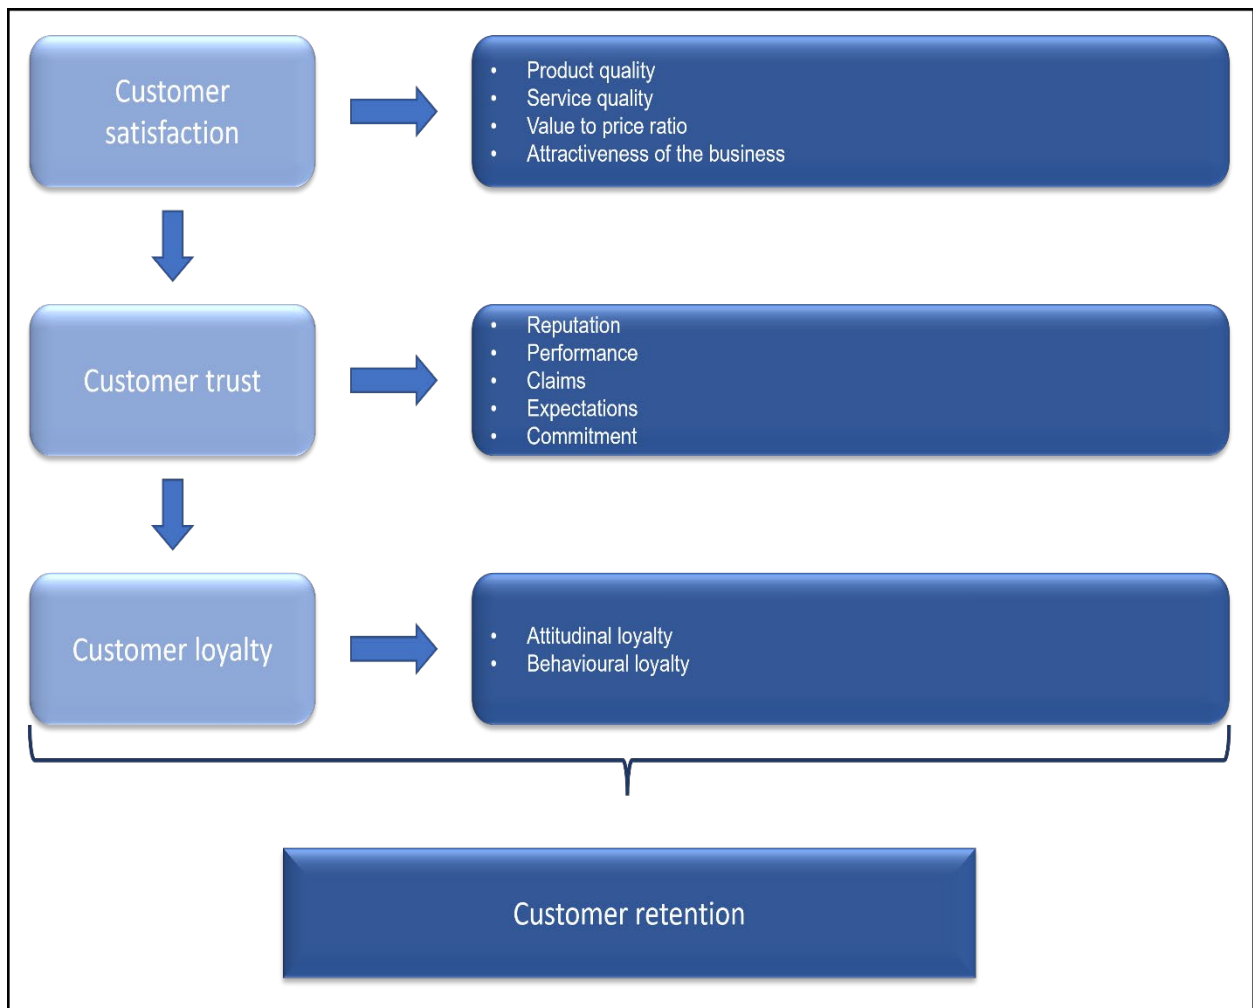 Customer
satisfaction
• Product quality
• Service quality
• Value to price ratio
• Attractiveness of the business
Customer trust
• Reputation
• Performance
• Claims
• Expectations
• Commitment
Customer loyalty
• Attitudinal loyalty
• Behavioural loyalty
Customer retention